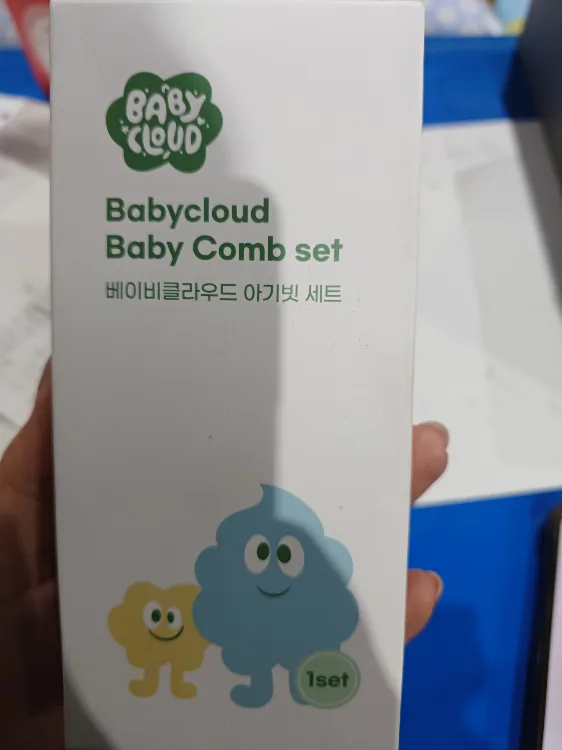 BABY
CLOUD
Babycloud
Baby Comb set
베이비클라우드 아기빗 세트
1set